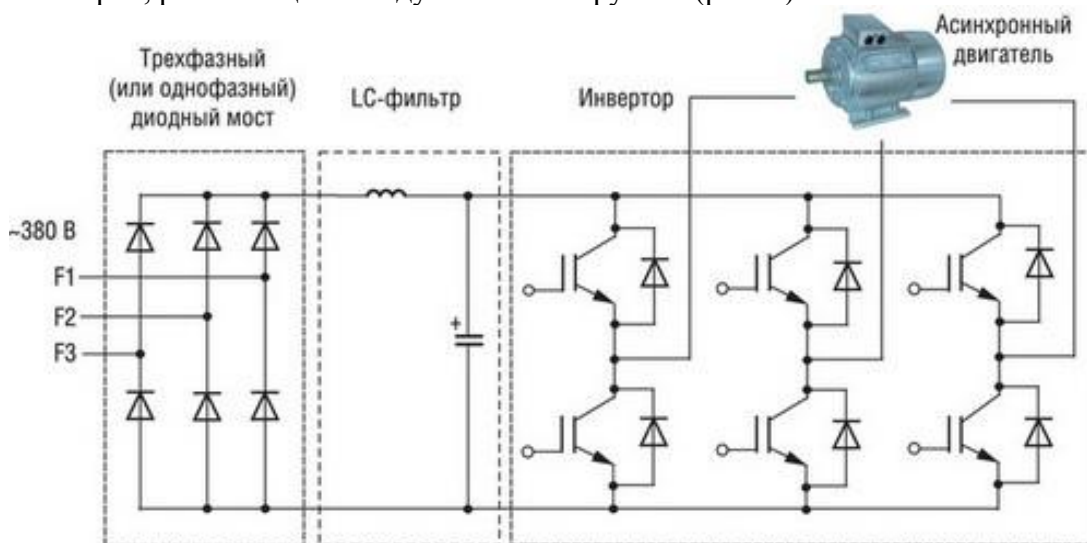 Трехфазный
(или однофазный)
диодный мост
LC-фильтр
Инвертор
Асинхронный
двигатель
~380 В
F1
F2
F3
+